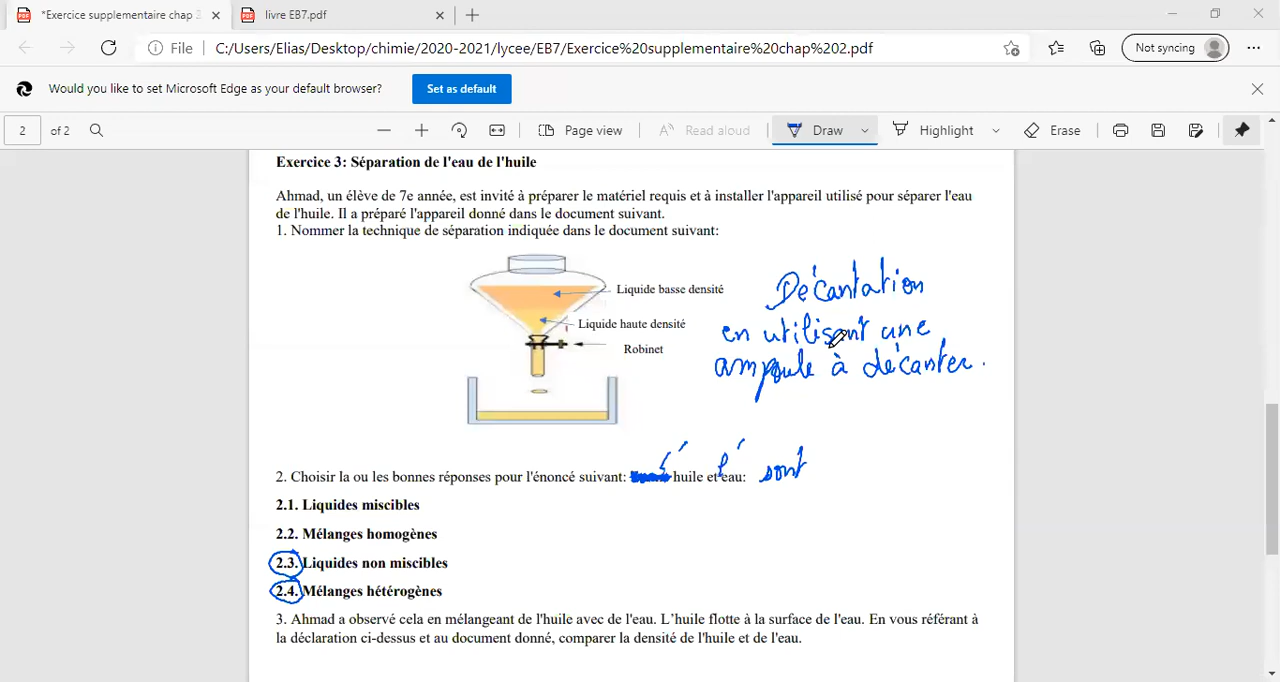 *Exercice supplementaire chap 2.
livre EB7.pdf
File
C:/Users/Elias/Desktop/chimie/2020-2021/lycee/EB7/Exercice%20supplementaire%20chap%202.pdf
Not syncing
Would you like to set Microsoft Edge as your default browser?
Set as default
2 of 2
Page view
Read aloud
Draw
Highlight
Erase
Exercice 3: Séparation de l'eau de l'huile
Ahmad, un élève de 7e année, est invité à préparer le matériel requis et à installer l'appareil utilisé pour séparer l'eau
de l'huile. Il a préparé l'appareil donné dans le document suivant.
1. Nommer la technique de séparation indiquée dans le document suivant:
Liquide basse densité
Liquide haute densité
Robinet
Décantation
en utilisant une
ampoule à décanter.
2. Choisir la ou les bonnes réponses pour l'énoncé suivant: l' huile et l' eau: sont
2.1. Liquides miscibles
2.2. Mélanges homogènes
2.3. Liquides non miscibles
2.4. Mélanges hétérogènes
3. Ahmad a observé cela en mélangeant de l'huile avec de l'eau. L'huile flotte à la surface de l'eau. En vous référant à
la déclaration ci-dessus et au document donné, comparer la densité de l'huile et de l'eau.